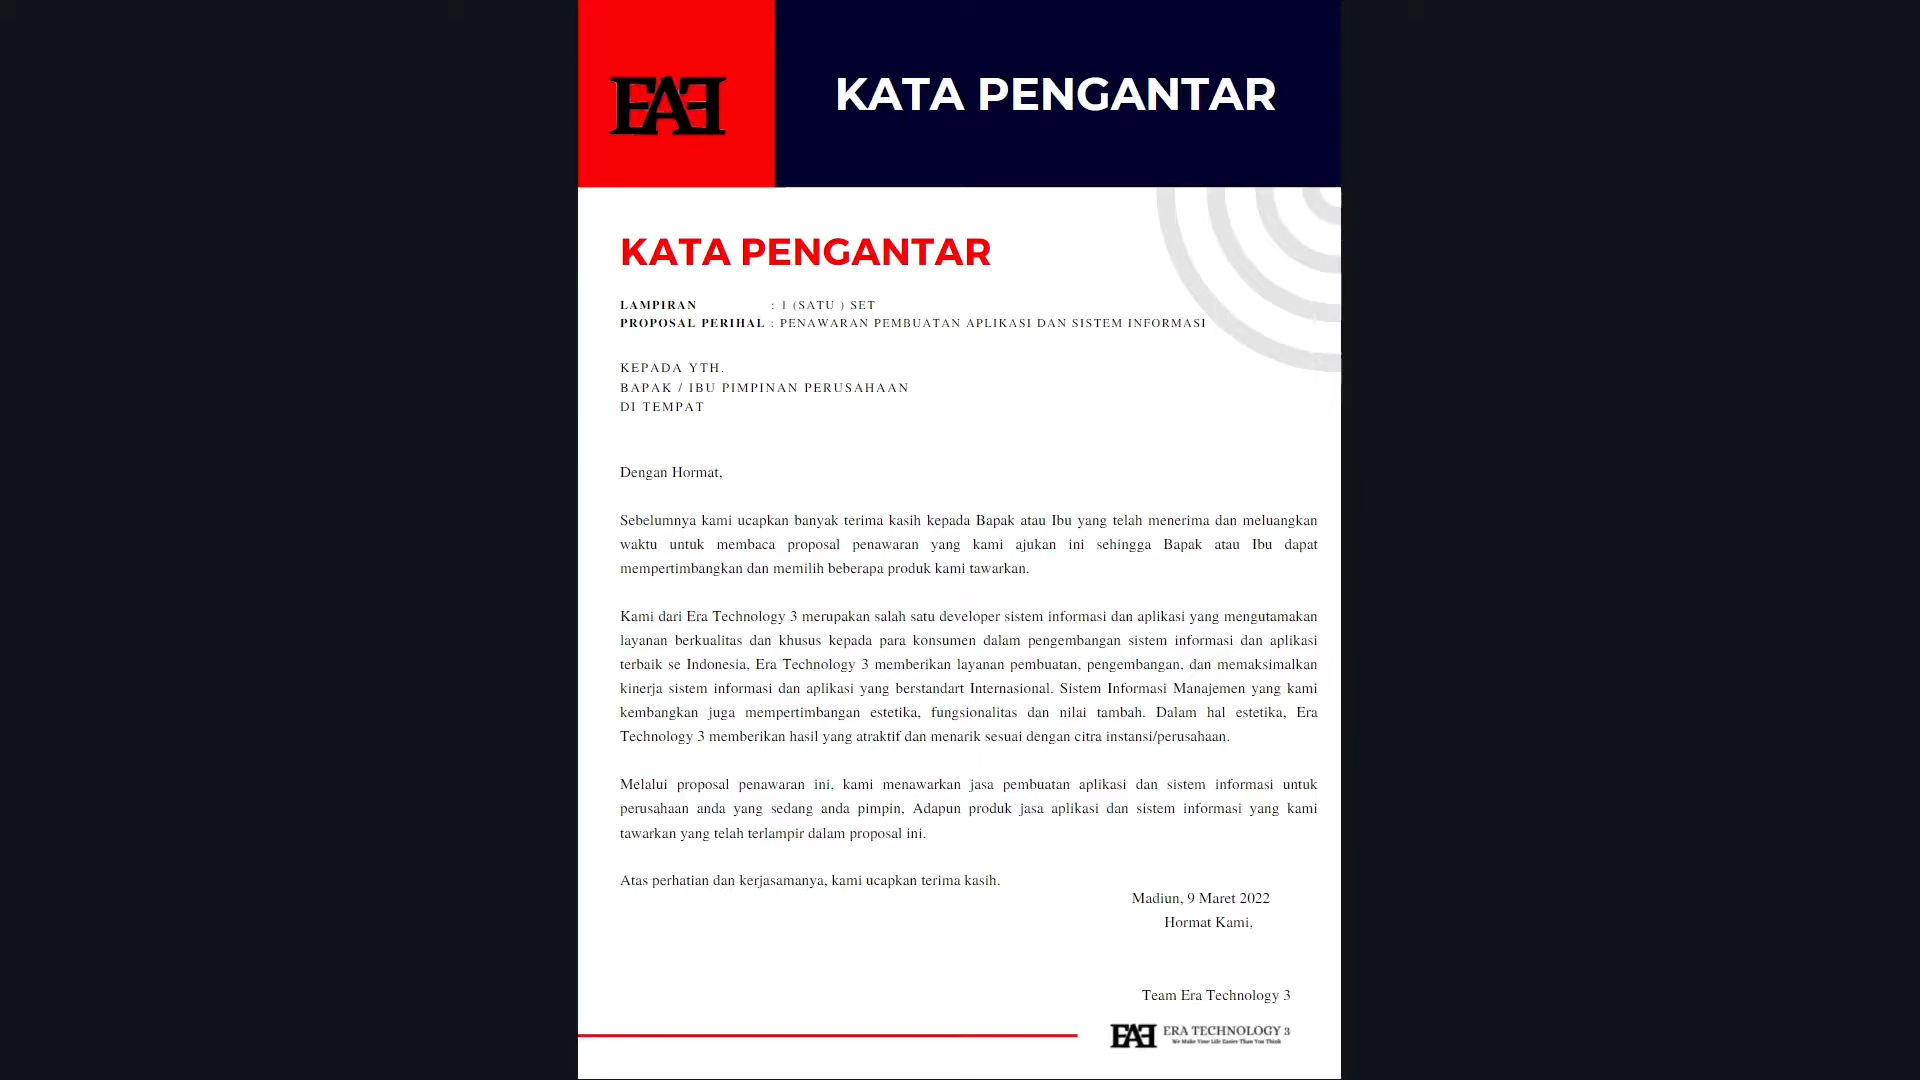 EAE
KATA PENGANTAR
KATA PENGANTAR
LAMPIRAN : 1 (SATU ) SET
PROPOSAL PERIHAL : PENAWARAN PEMBUATAN APLIKASI DAN SISTEM INFORMASI
KEPADA YTH.
BAPAK / IBU PIMPINAN PERUSAHAAN
DI TEMPAT
Dengan Hormat,
Sebelumnya kami ucapkan banyak terima kasih kepada Bapak atau Ibu yang telah menerima dan meluangkan
waktu untuk membaca proposal penawaran yang kami ajukan ini sehingga Bapak atau Ibu dapat
mempertimbangkan dan memilih beberapa produk kami tawarkan.
Kami dari Era Technology 3 merupakan salah satu developer sistem informasi dan aplikasi yang mengutamakan
layanan berkualitas dan khusus kepada para konsumen dalam pengembangan sistem informasi dan aplikasi
terbaik se Indonesia, Era Technology 3 memberikan layanan pembuatan, pengembangan, dan memaksimalkan
kinerja sistem informasi dan aplikasi yang berstandart Internasional. Sistem Informasi Manajemen yang kami
kembangkan juga mempertimbangan estetika, fungsionalitas dan nilai tambah. Dalam hal estetika, Era
Technology 3 memberikan hasil yang atraktif dan menarik sesuai dengan citra instansi/perusahaan.
Melalui proposal penawaran ini, kami menawarkan jasa pembuatan aplikasi dan sistem informasi untuk
perusahaan anda yang sedang anda pimpin, Adapun produk jasa aplikasi dan sistem informasi yang kami
tawarkan yang telah terlampir dalam proposal ini.
Atas perhatian dan kerjasamanya, kami ucapkan terima kasih.
Madiun, 9 Maret 2022
Hormat Kami,
Team Era Technology 3
EAE
ERA TECHNOLOGY 3
We Make Your Life Easier Than You Think